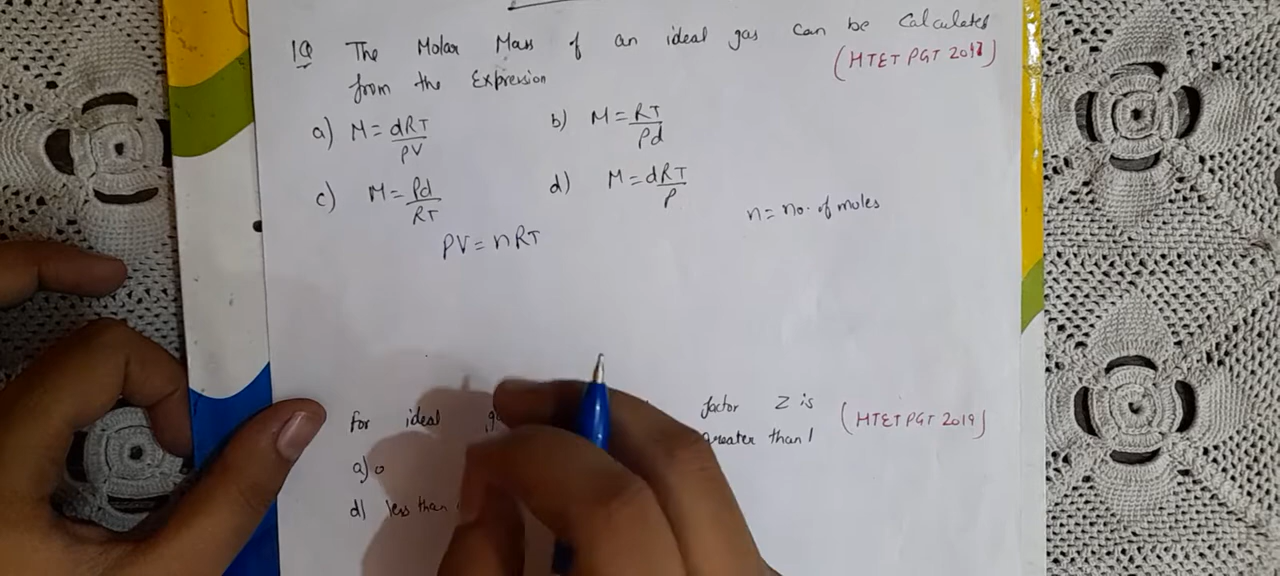 1Q The Molar Mass of an ideal gas can be Calculated
from the Expression (HTET PGT 2017)
a) M = dRT/PV b) M = RT/Pd
c) M = Pd/RT d) M = dRT/P
n = no. of moles
PV = nRT
for ideal factor Z is (HTET PGT 2019)
a) 0 greater than 1
d) less than